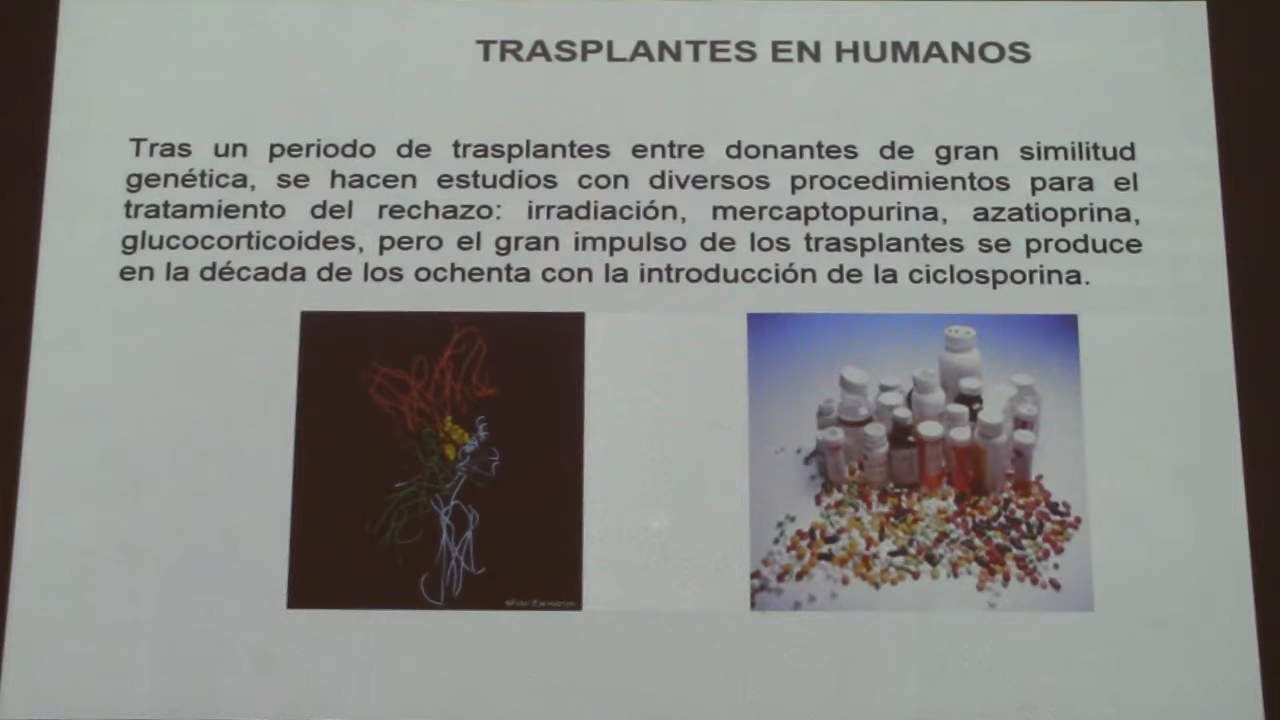 TRASPLANTES EN HUMANOS
Tras un periodo de trasplantes entre donantes de gran similitud
genética, se hacen estudios con diversos procedimientos para el
tratamiento del rechazo: irradiación, mercaptopurina, azatioprina,
glucocorticoides, pero el gran impulso de los trasplantes se produce
en la década de los ochenta con la introducción de la ciclosporina.